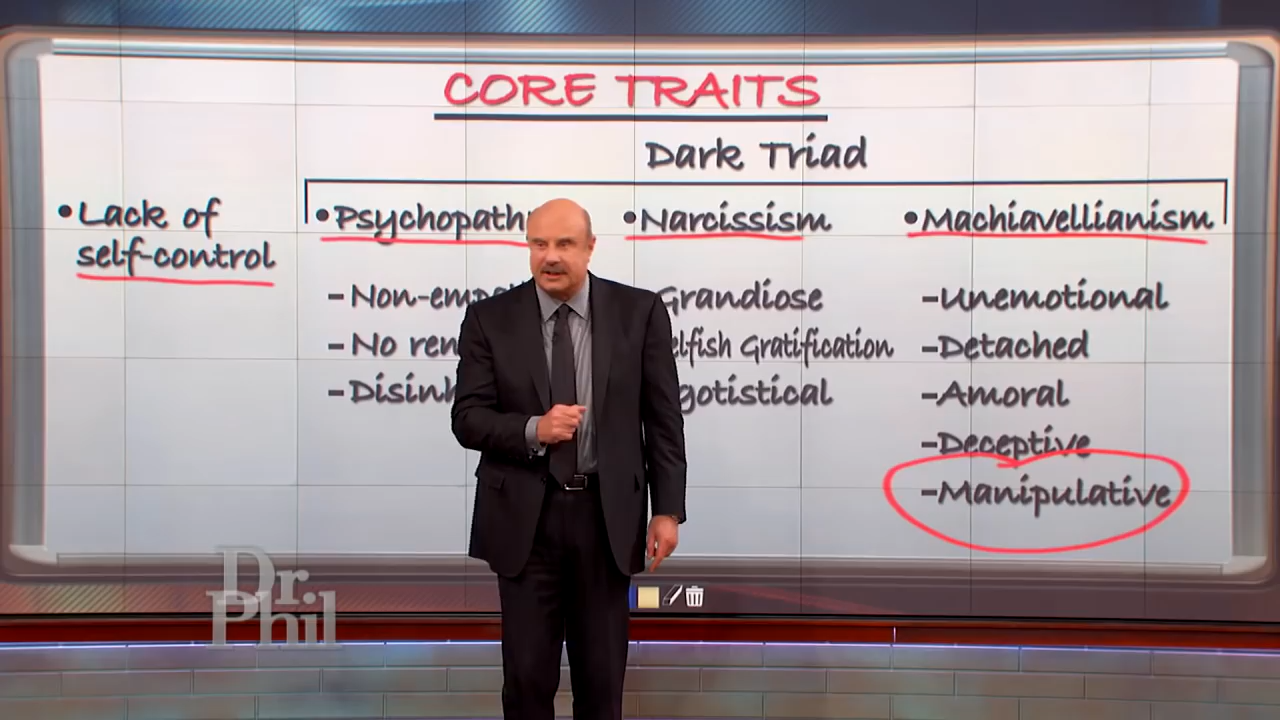 CORE TRAITS
Dark Triad
•Lack of
self-control
•Narcissism
•Machiavellianism
Grandiose
-Unemotional
-No
Gratification
-Detached
-Amoral
-Deceptive
-Manipulative
Dr.
Phil